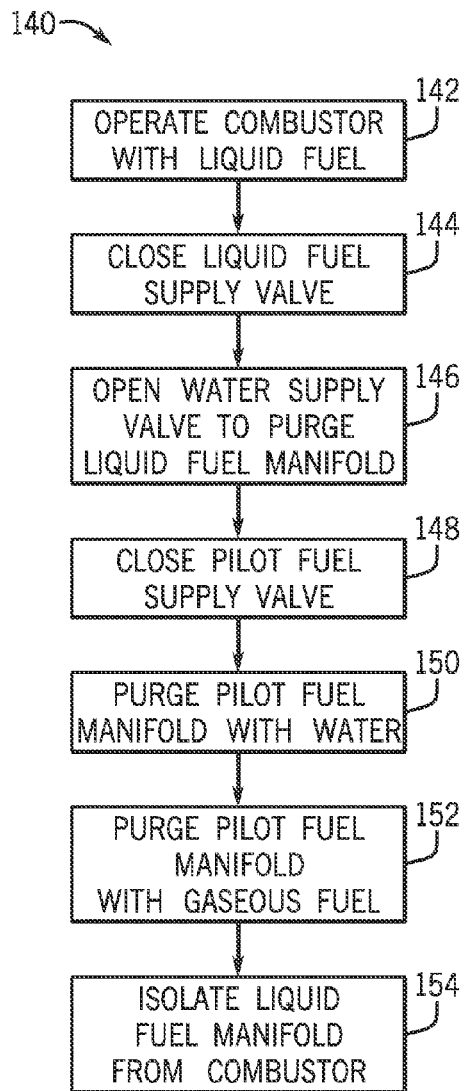 140
142
OPERATE COMBUSTOR
WITH LIQUID FUEL
144
CLOSE LIQUID FUEL
SUPPLY VALVE
146
OPEN WATER SUPPLY
VALVE TO PURGE
LIQUID FUEL MANIFOLD
148
CLOSE PILOT FUEL
SUPPLY VALVE
150
PURGE PILOT FUEL
MANIFOLD WITH WATER
152
PURGE PILOT FUEL
MANIFOLD
WITH GASEOUS FUEL
154
ISOLATE LIQUID
FUEL MANIFOLD
FROM COMBUSTOR